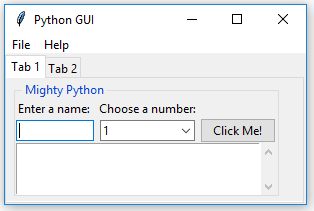 Python GUI
File Help
Tab 1 Tab 2
Mighty Python
Enter a name: Choose a number:
1 Click Me!